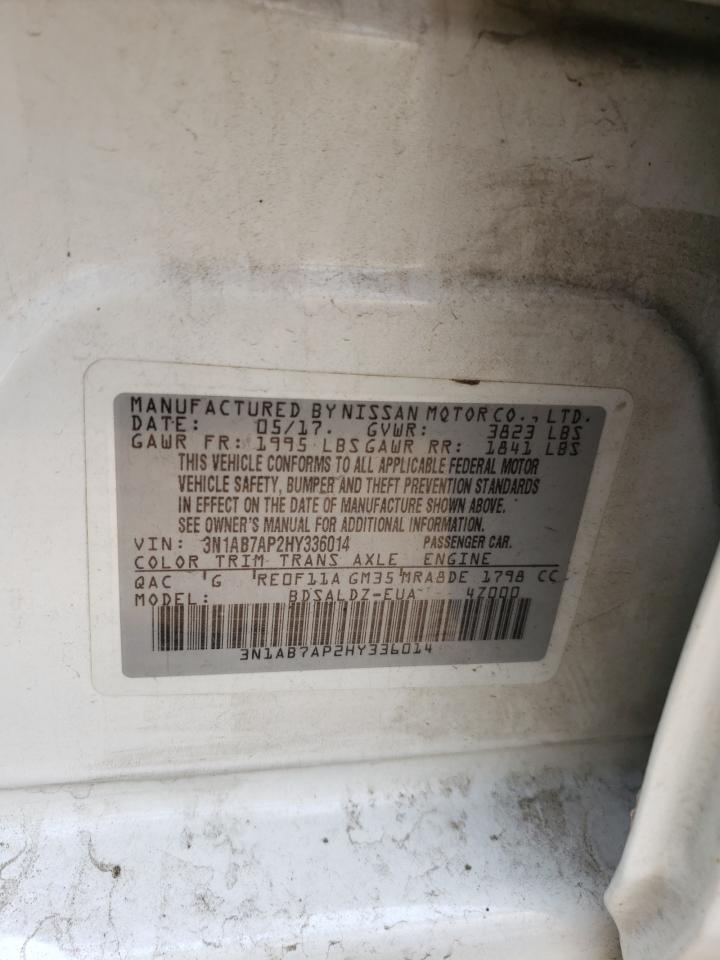 MANUFACTURED BY NISSAN MOTOR CO., LTD.
DATE: 05/17. GVWR: 3823 LBS
GAWR FR: 1995 LBS GAWR RR: 1841 LBS
THIS VEHICLE CONFORMS TO ALL APPLICABLE FEDERAL MOTOR
VEHICLE SAFETY, BUMPER AND THEFT PREVENTION STANDARDS
IN EFFECT ON THE DATE OF MANUFACTURE SHOWN ABOVE.
SEE OWNER'S MANUAL FOR ADDITIONAL INFORMATION.
VIN: 3N1AB7AP2HY336014 PASSENGER CAR.
COLOR TRIM TRANS AXLE ENGINE
QAC G RE0F11A GM35 MRA8DE 1798 CC
MODEL: BDSALDZ-EUA 4Z000
3N1AB7AP2HY336014